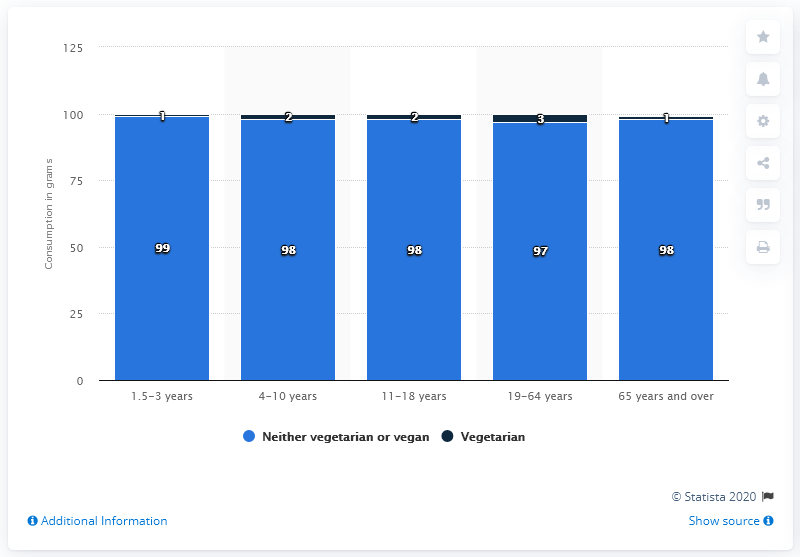 125
100
75
50
25
0
Consumption in grams
1 2 2 3 1
99 98 98 97 98
1.5-3 years 4-10 years 11-18 years 19-64 years 65 years and over
Neither vegetarian or vegan Vegetarian
© Statista 2020
Additional Information Show source